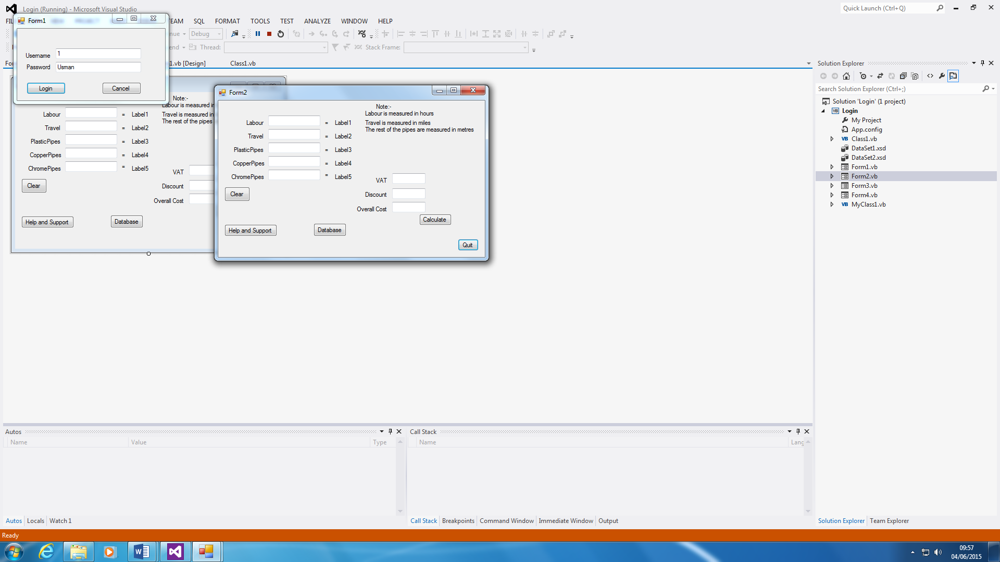 Login (Running) - Microsoft Visual Studio
Quick Launch (Ctrl+Q)
TEAM SQL FORMAT TOOLS TEST ANALYZE WINDOW HELP
Debug
Thread:
Stack Frame:
[Design]
Class1.vb
Form1
Username 1
Password Usman
Login Cancel
Note:-
Labour is measured in
Labour = Label1 Travel is measured in
The rest of the pipes
Travel = Label2
PlasticPipes = Label3
CopperPipes = Label4
ChromePipes = Label5
VAT
Clear
Discount
Overall Cost
Help and Support Database
Form2
Note:-
Labour is measured in hours
Labour = Label1 Travel is measured in miles
The rest of the pipes are measured in metres
Travel = Label2
PlasticPipes = Label3
CopperPipes = Label4
ChromePipes = Label5
VAT
Clear
Discount
Overall Cost
Calculate
Help and Support Database
Quit
Solution Explorer
Search Solution Explorer (Ctrl+;)
Solution 'Login' (1 project)
Login
My Project
App.config
Class1.vb
DataSet1.xsd
DataSet2.xsd
Form1.vb
Form2.vb
Form3.vb
Form4.vb
MyClass1.vb
Autos
Name Value Type
Autos Locals Watch 1
Call Stack
Name Lang
Call Stack Breakpoints Command Window Immediate Window Output
Solution Explorer Team Explorer
Ready
09:57
04/06/2015